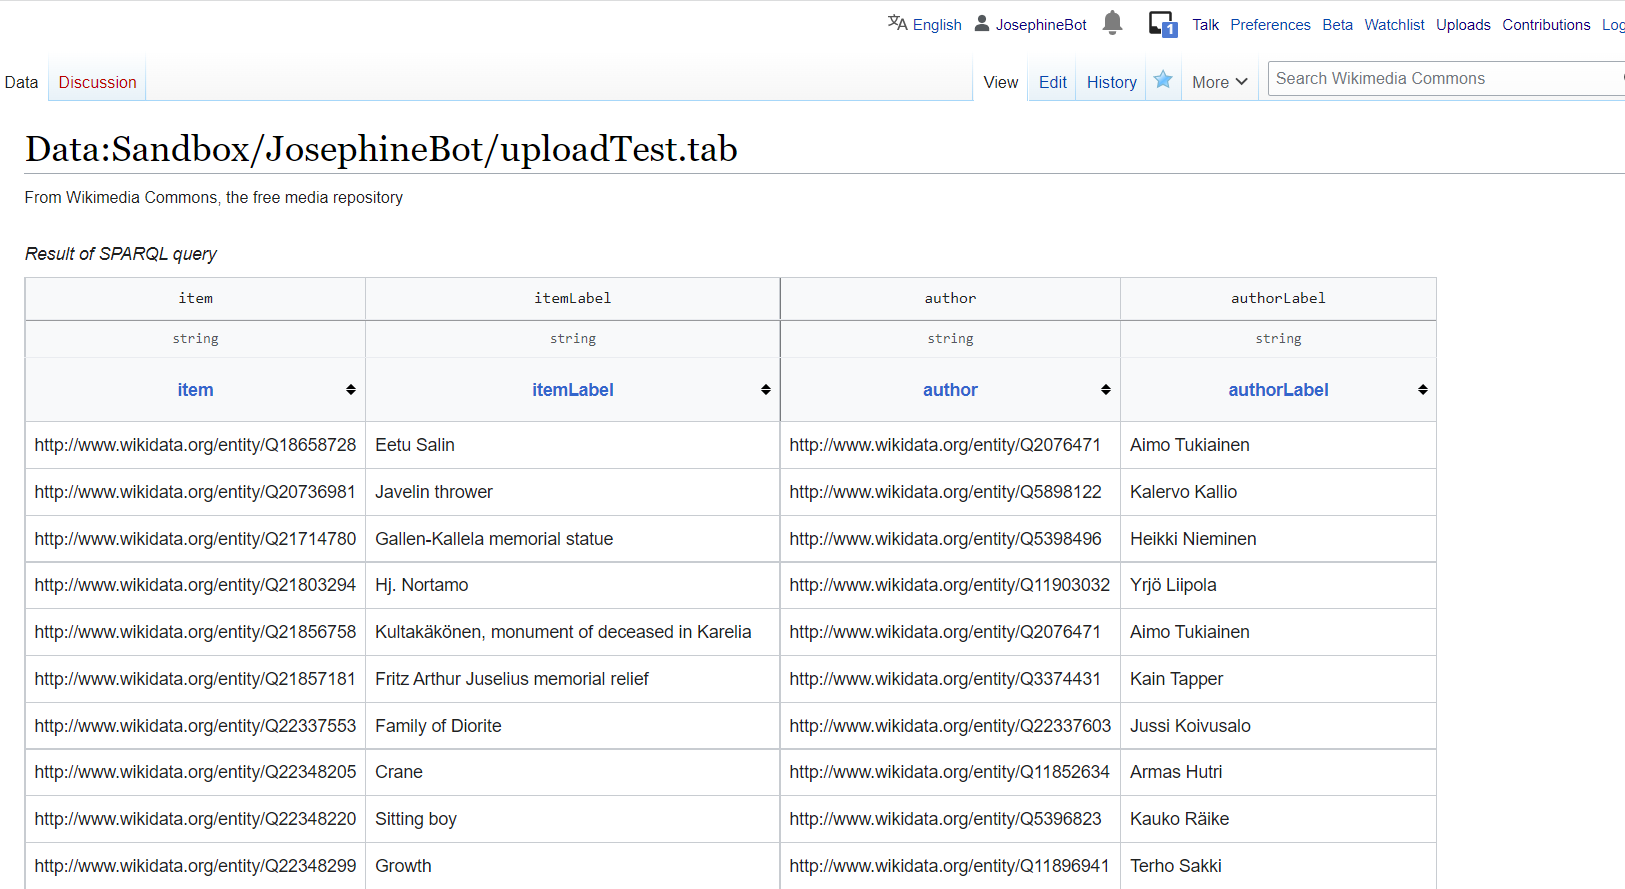 English JosephineBot 1 Talk Preferences Beta Watchlist Uploads Contributions
Data Discussion View Edit History More Search Wikimedia Commons
Data:Sandbox/JosephineBot/uploadTest.tab
From Wikimedia Commons, the free media repository
Result of SPARQL query
item itemLabel author authorLabel
string string string string
item itemLabel author authorLabel
http://www.wikidata.org/entity/Q18658728 Eetu Salin http://www.wikidata.org/entity/Q2076471 Aimo Tukiainen
http://www.wikidata.org/entity/Q20736981 Javelin thrower http://www.wikidata.org/entity/Q5898122 Kalervo Kallio
http://www.wikidata.org/entity/Q21714780 Gallen-Kallela memorial statue http://www.wikidata.org/entity/Q5398496 Heikki Nieminen
http://www.wikidata.org/entity/Q21803294 Hj. Nortamo http://www.wikidata.org/entity/Q11903032 Yrjö Liipola
http://www.wikidata.org/entity/Q21856758 Kultakäkönen, monument of deceased in Karelia http://www.wikidata.org/entity/Q2076471 Aimo Tukiainen
http://www.wikidata.org/entity/Q21857181 Fritz Arthur Juselius memorial relief http://www.wikidata.org/entity/Q3374431 Kain Tapper
http://www.wikidata.org/entity/Q22337553 Family of Diorite http://www.wikidata.org/entity/Q22337603 Jussi Koivusalo
http://www.wikidata.org/entity/Q22348205 Crane http://www.wikidata.org/entity/Q11852634 Armas Hutri
http://www.wikidata.org/entity/Q22348220 Sitting boy http://www.wikidata.org/entity/Q5396823 Kauko Räike
http://www.wikidata.org/entity/Q22348299 Growth http://www.wikidata.org/entity/Q11896941 Terho Sakki